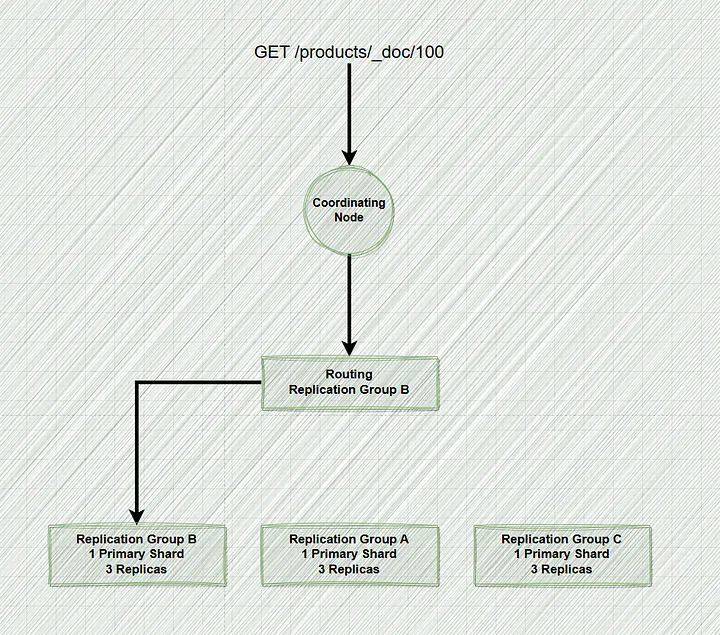 GET /products/_doc/100
Coordinating
Node
Routing
Replication Group B
Replication Group B
1 Primary Shard
3 Replicas
Replication Group A
1 Primary Shard
3 Replicas
Replication Group C
1 Primary Shard
3 Replicas